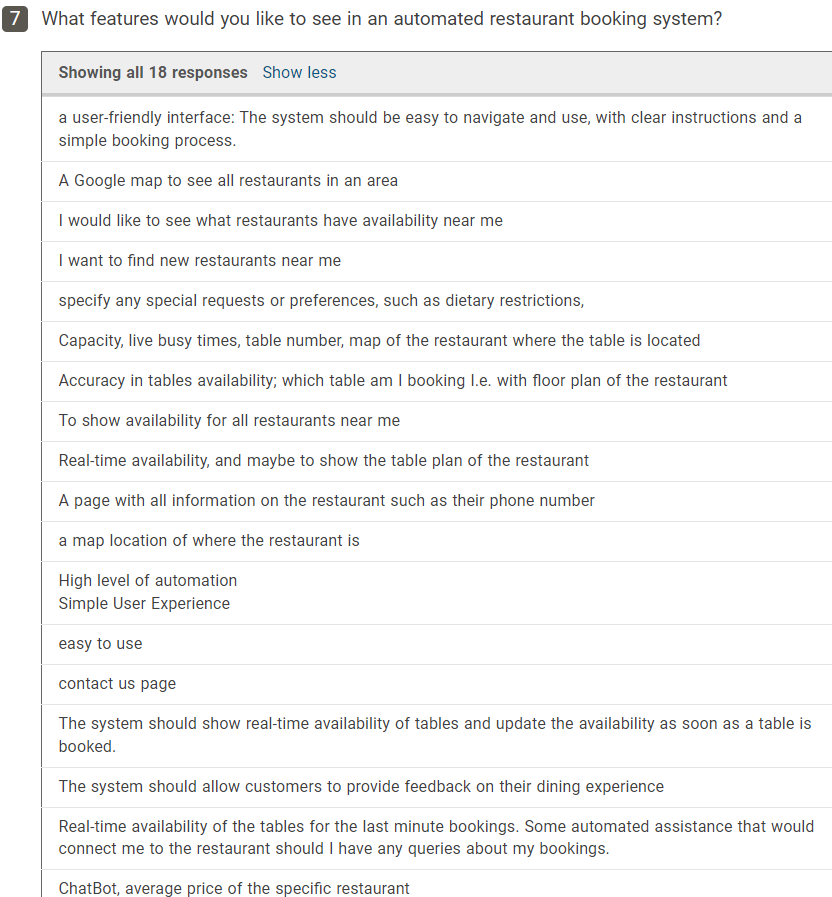 7 What features would you like to see in an automated restaurant booking system?
Showing all 18 responses Show less
a user-friendly interface: The system should be easy to navigate and use, with clear instructions and a
simple booking process.
A Google map to see all restaurants in an area
I would like to see what restaurants have availability near me
I want to find new restaurants near me
specify any special requests or preferences, such as dietary restrictions,
Capacity, live busy times, table number, map of the restaurant where the table is located
Accuracy in tables availability; which table am I booking I.e. with floor plan of the restaurant
To show availability for all restaurants near me
Real-time availability, and maybe to show the table plan of the restaurant
A page with all information on the restaurant such as their phone number
a map location of where the restaurant is
High level of automation
Simple User Experience
easy to use
contact us page
The system should show real-time availability of tables and update the availability as soon as a table is
booked.
The system should allow customers to provide feedback on their dining experience
Real-time availability of the tables for the last minute bookings. Some automated assistance that would
connect me to the restaurant should I have any queries about my bookings.
ChatBot, average price of the specific restaurant